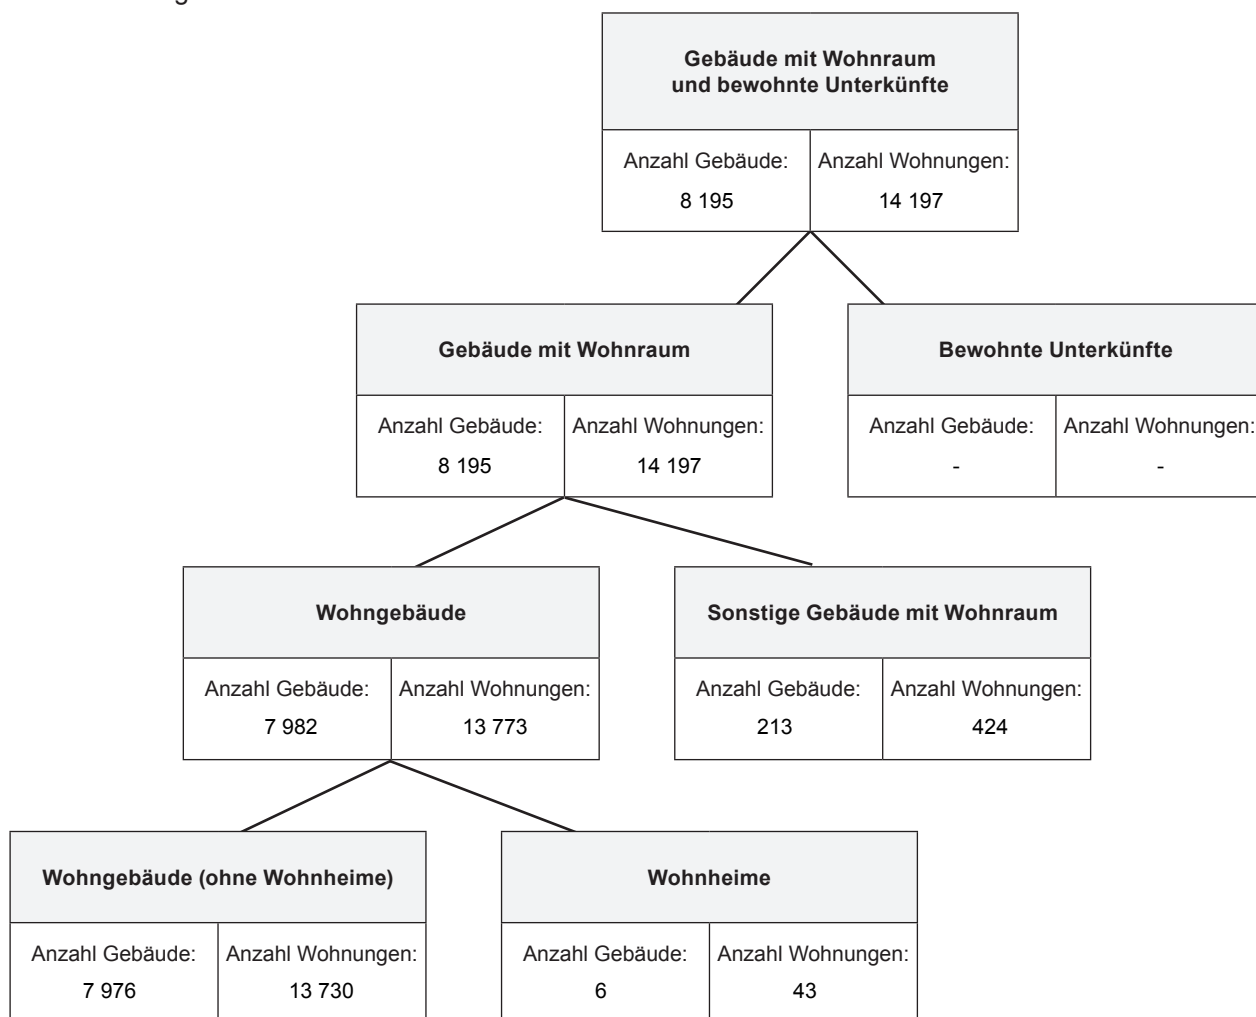 Gebäude mit Wohnraum
und bewohnte Unterkünfte
Anzahl Gebäude: Anzahl Wohnungen:
8 195 14 197
Gebäude mit Wohnraum Bewohnte Unterkünfte
Anzahl Gebäude: Anzahl Wohnungen: Anzahl Gebäude: Anzahl Wohnungen:
8 195 14 197 - -
Wohngebäude Sonstige Gebäude mit Wohnraum
Anzahl Gebäude: Anzahl Wohnungen: Anzahl Gebäude: Anzahl Wohnungen:
7 982 13 773 213 424
Wohngebäude (ohne Wohnheime) Wohnheime
Anzahl Gebäude: Anzahl Wohnungen: Anzahl Gebäude: Anzahl Wohnungen:
7 976 13 730 6 43